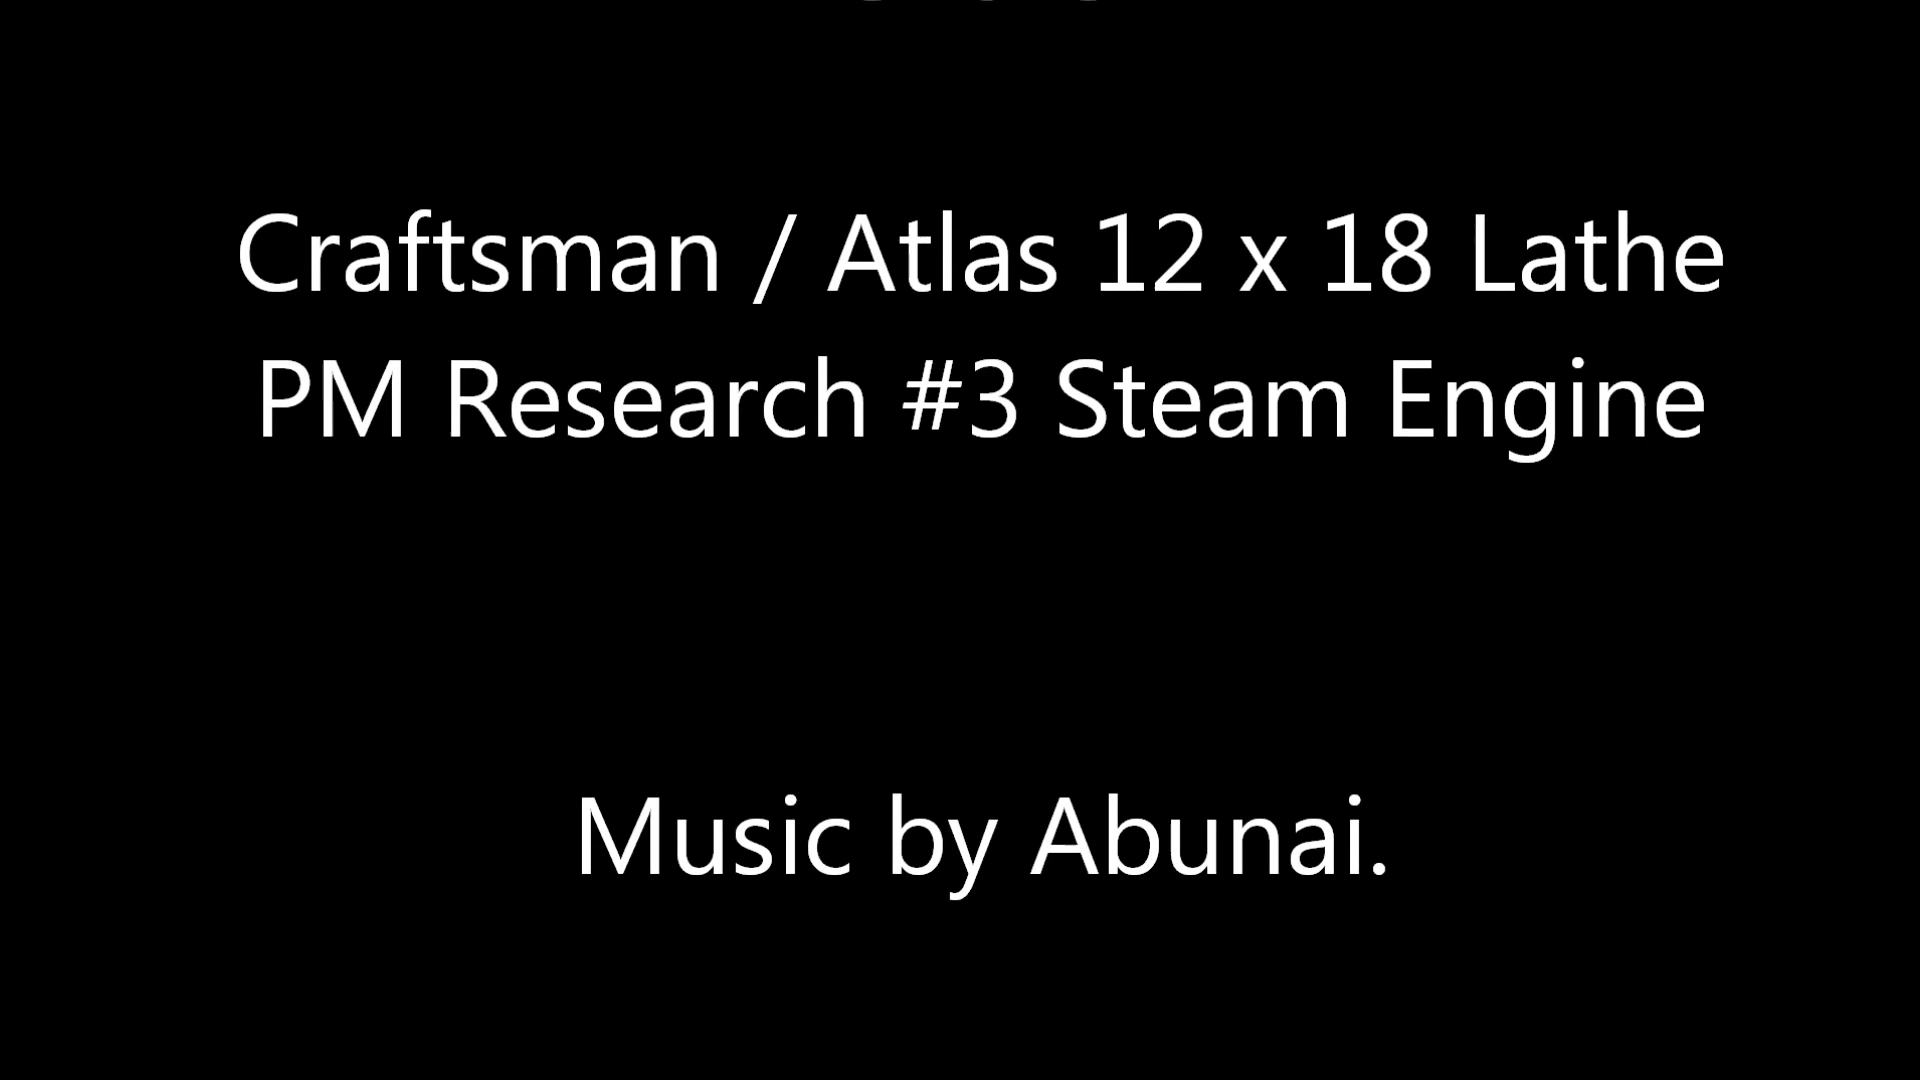 Craftsman / Atlas 12 x 18 Lathe
PM Research #3 Steam Engine
Music by Abunai.